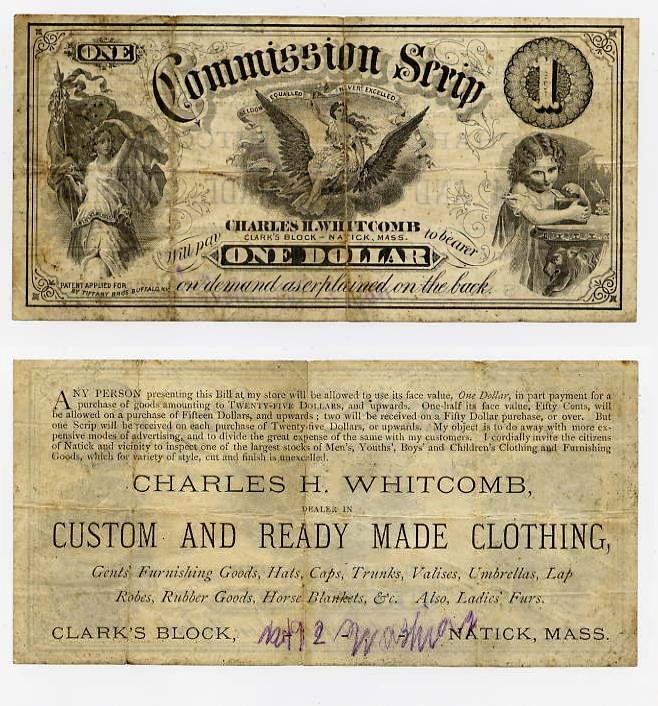 ONE
Commission Scrip
1
SELDOM EQUALLED NEVER EXCELLED
CHARLES H. WHITCOMB
CLARK'S BLOCK - NATICK, MASS.
Will pay to bearer
ONE DOLLAR
on demand as explained on the back.
PATENT APPLIED FOR
BY TIFFANY BROS. BUFFALO, N.Y.
ANY PERSON presenting this Bill at my store will be allowed to use its face value, One Dollar, in part payment for a
purchase of goods amounting to TWENTY-FIVE DOLLARS, and upwards. One-half its face value, Fifty Cents, will
be allowed on a purchase of Fifteen Dollars, and upwards; two will be received on a Fifty Dollar purchase, or over. But
one Scrip will be received on each purchase of Twenty-five Dollars, or upwards. My object is to do away with more ex-
pensive modes of advertising, and to divide the great expense of the same with my customers. I cordially invite the citizens
of Natick and vicinity to inspect one of the largest stocks of Men's, Youths', Boys' and Children's Clothing and Furnishing
Goods, which for variety of style, cut and finish is unexcelled.
CHARLES H. WHITCOMB,
DEALER IN
CUSTOM AND READY MADE CLOTHING,
Gents' Furnishing Goods, Hats, Caps, Trunks, Valises, Umbrellas, Lap
Robes, Rubber Goods, Horse Blankets, &c. Also, Ladies' Furs.
CLARK'S BLOCK, NATICK, MASS.